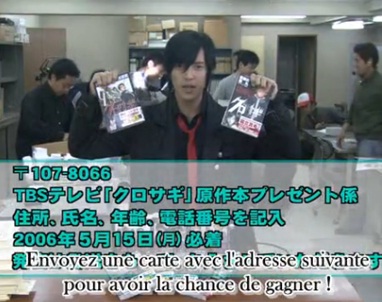 〒107-8066
TBSテレビ「クロサギ」原作本プレゼント係
住所、氏名、年齢、電話番号を記入
2006年5月15日(月)必着
Envoyez une carte avec l'adresse suivante
pour avoir la chance de gagner !